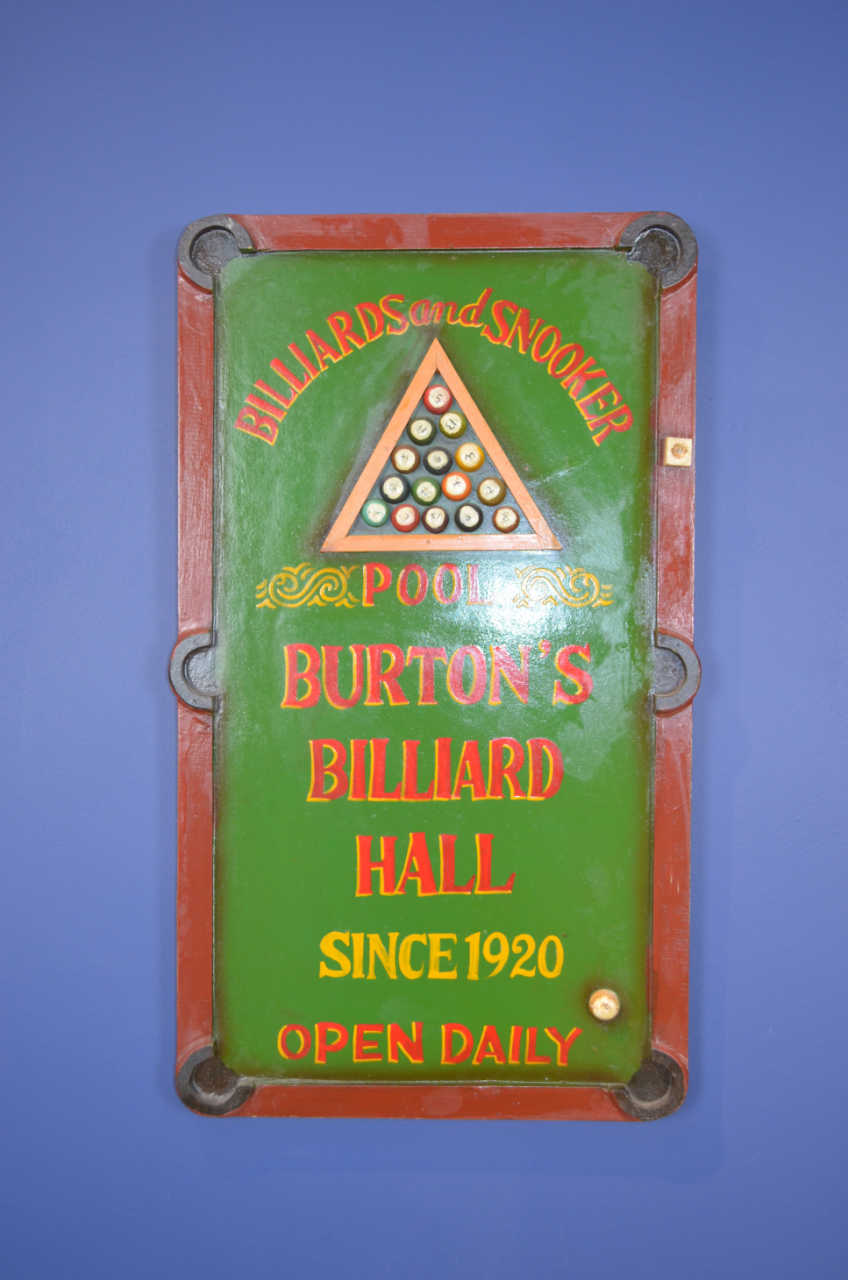 BILLIARDS and SNOOKER
POOL
BURTON'S
BILLIARD
HALL
SINCE 1920
OPEN DAILY